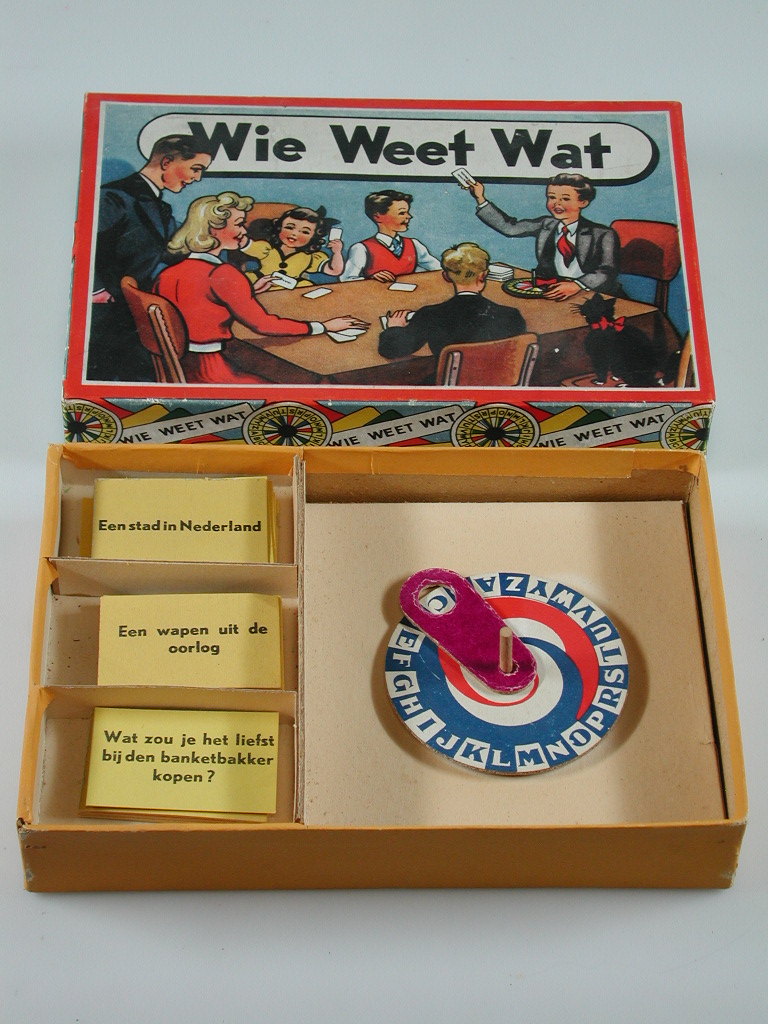 Wie Weet Wat
WIE WEET WAT
WIE WEET WAT
WIE WEET WAT
Een stad in Nederland
Een wapen uit de
oorlog
Wat zou je het liefst
bij den banketbakker
kopen?
C
E F G H I J K L M N O P R S T U V W Y Z A